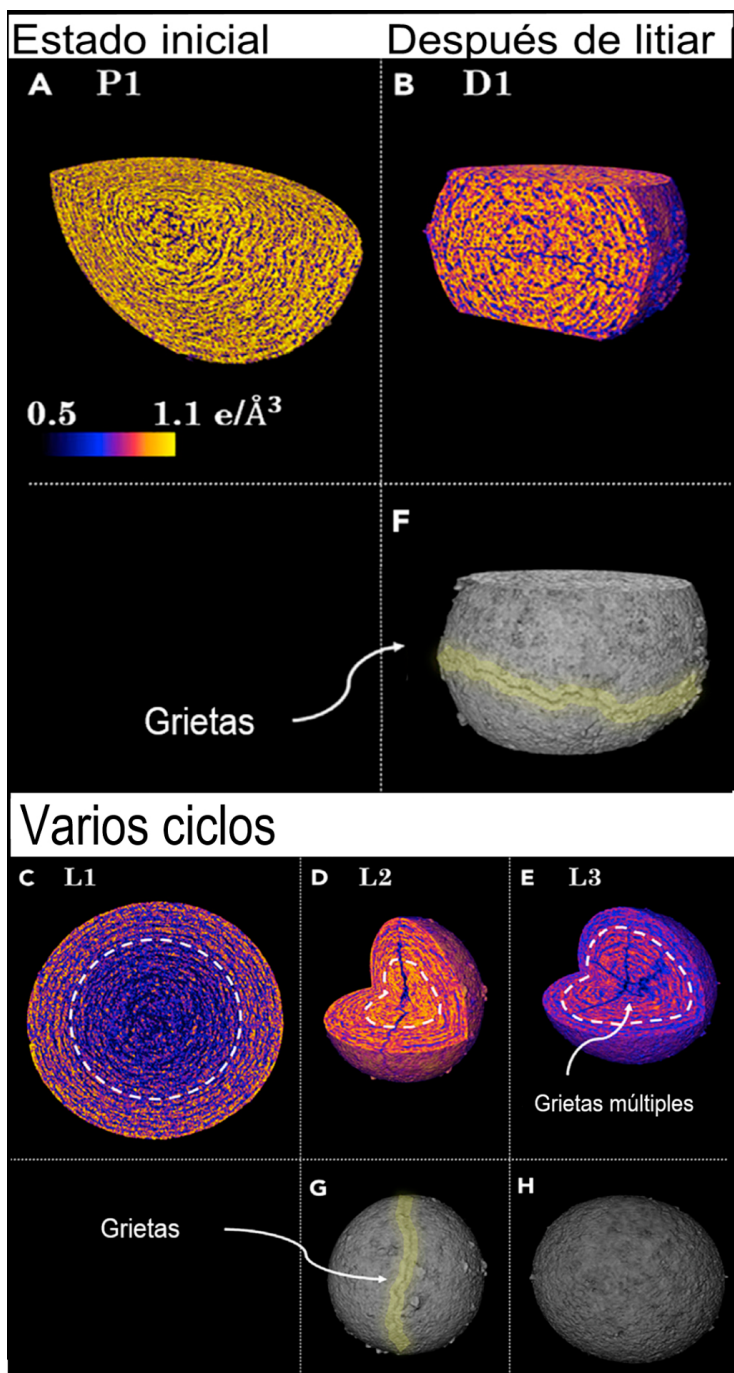 Estado inicial
Después de litiar
A P1
B D1
0.5 1.1 e/Å³
F
Grietas
Varios ciclos
C L1
D L2
E L3
Grietas múltiples
G
H
Grietas